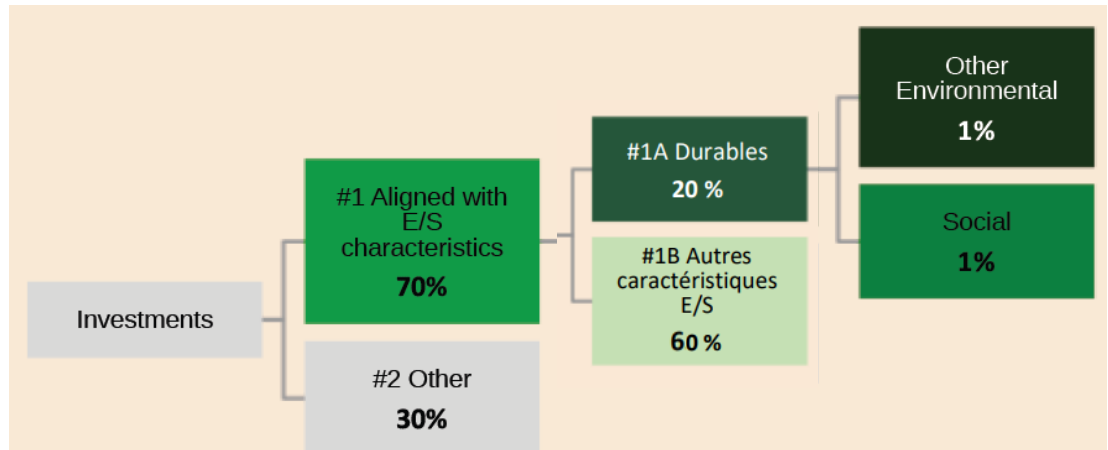 Investments
#1 Aligned with
E/S
characteristics
70%
#2 Other
30%
#1A Durables
20 %
#1B Autres
caractéristiques
E/S
60 %
Other
Environmental
1%
Social
1%